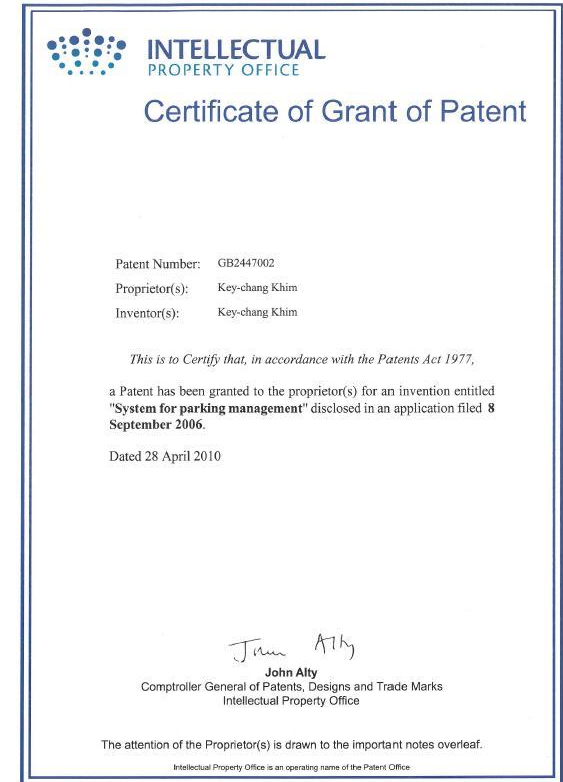 INTELLECTUAL
PROPERTY OFFICE
Certificate of Grant of Patent
Patent Number: GB2447002
Proprietor(s): Key-chang Khim
Inventor(s): Key-chang Khim
This is to Certify that, in accordance with the Patents Act 1977,
a Patent has been granted to the proprietor(s) for an invention entitled
"System for parking management" disclosed in an application filed 8
September 2006.
Dated 28 April 2010
John Alty
John Alty
Comptroller General of Patents, Designs and Trade Marks
Intellectual Property Office
The attention of the Proprietor(s) is drawn to the important notes overleaf.
Intellectual Property Office is an operating name of the Patent Office